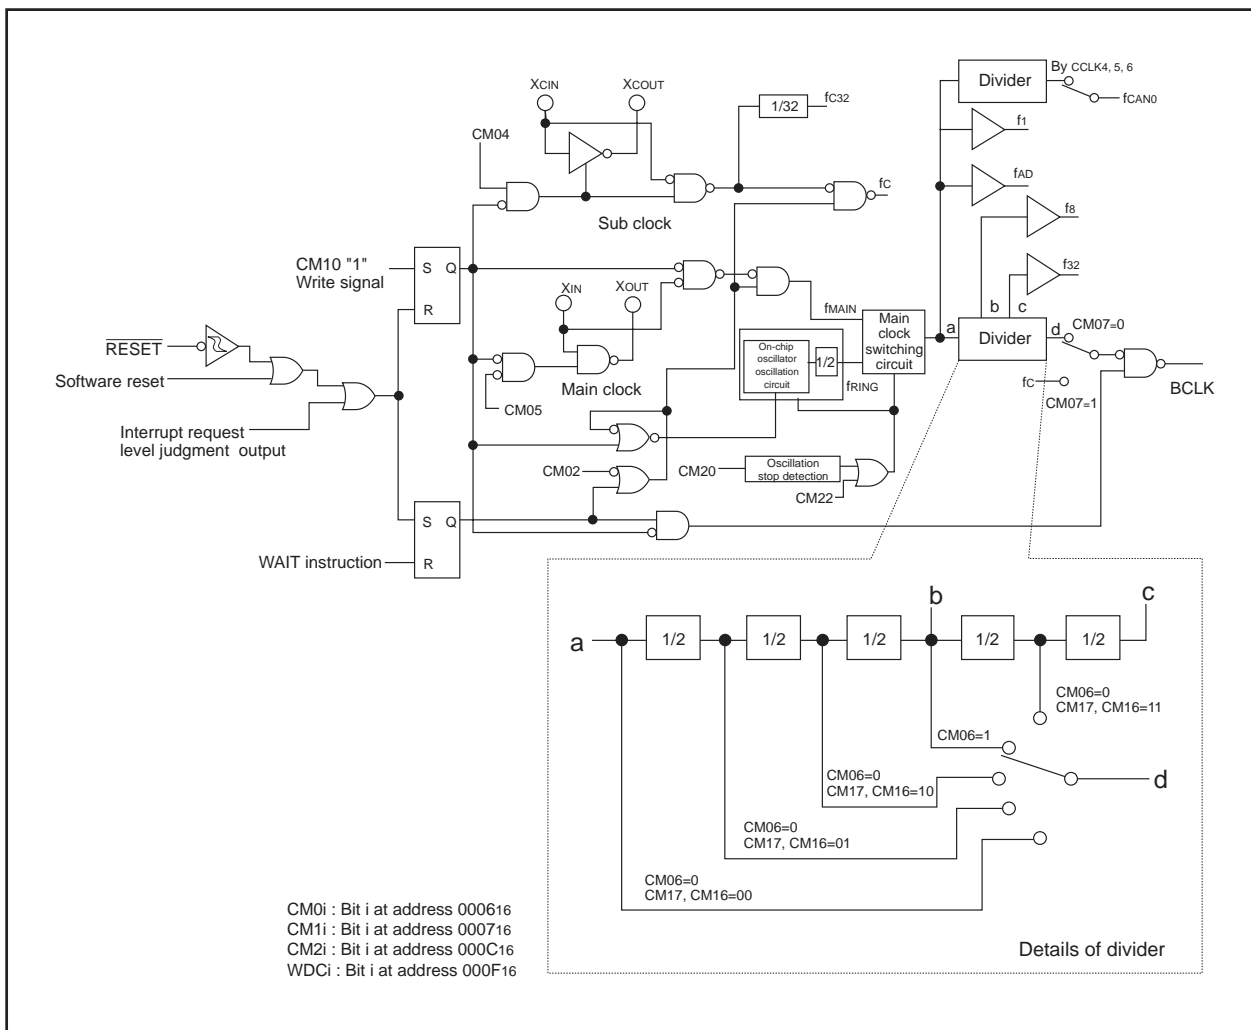 By CCLK4, 5, 6
Divider
fCAN0
XCIN
XCOUT
1/32
fC32
f1
CM04
fAD
fC
Sub clock
f8
CM10 "1"
Write signal
S Q
R
f32
XIN
XOUT
fMAIN
b
c
Main
clock
switching
circuit
a
Divider
d
CM07=0
RESET
On-chip
oscillator
oscillation
circuit
1/2
fRING
Software reset
Main clock
fC
CM07=1
BCLK
CM05
Interrupt request
level judgment output
CM02
CM20
Oscillation
stop detection
CM22
S Q
R
WAIT instruction
b
c
a
1/2
1/2
1/2
1/2
1/2
CM06=0
CM17, CM16=11
CM06=1
d
CM06=0
CM17, CM16=10
CM06=0
CM17, CM16=01
CM06=0
CM17, CM16=00
CM0i : Bit i at address 000616
CM1i : Bit i at address 000716
CM2i : Bit i at address 000C16
WDCi : Bit i at address 000F16
Details of divider